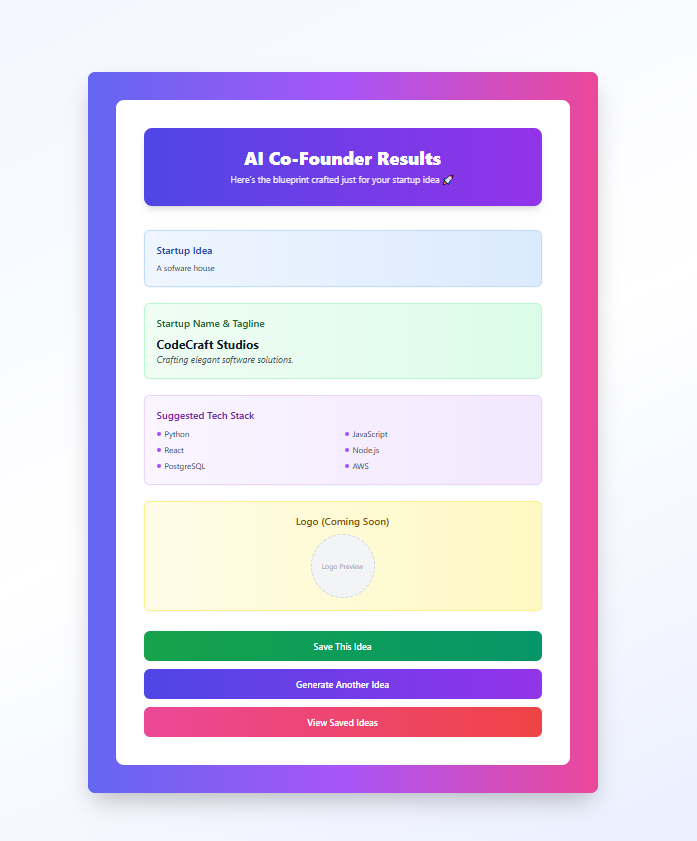 AI Co-Founder Results
Here's the blueprint crafted just for your startup idea 🚀
Startup Idea
A sofware house
Startup Name & Tagline
CodeCraft Studios
Crafting elegant software solutions.
Suggested Tech Stack
Python
JavaScript
React
Node.js
PostgreSQL
AWS
Logo (Coming Soon)
Logo Preview
Save This Idea
Generate Another Idea
View Saved Ideas